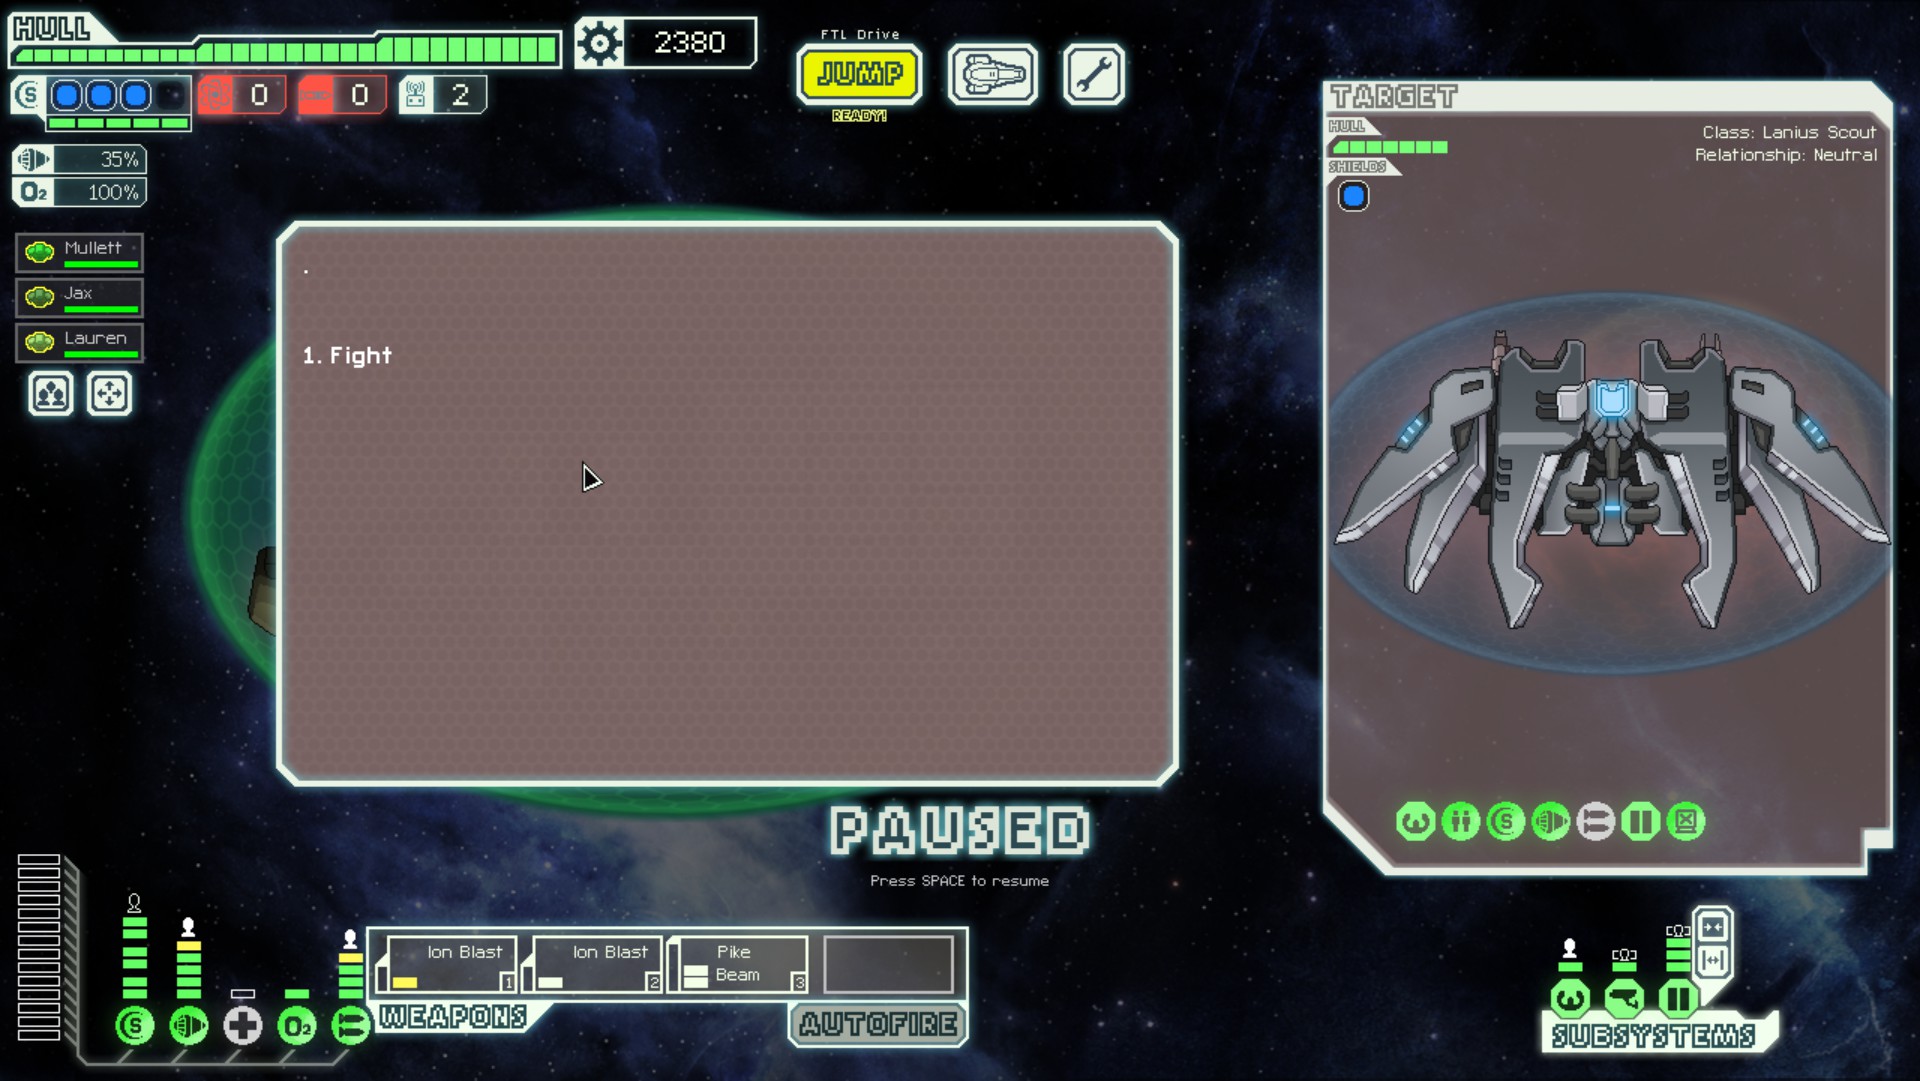 HULL
2380
FTL Drive
JUMP
READY!
S
0
0
2
35%
O2
100%
Mullett
Jax
Lauren
.
1. Fight
TARGET
HULL
Class: Lanius Scout
Relationship: Neutral
SHIELDS
S
PAUSED
Press SPACE to resume
Ion Blast
1
Ion Blast
2
Pike
Beam
3
S
O2
WEAPONS
AUTOFIRE
SUBSYSTEMS